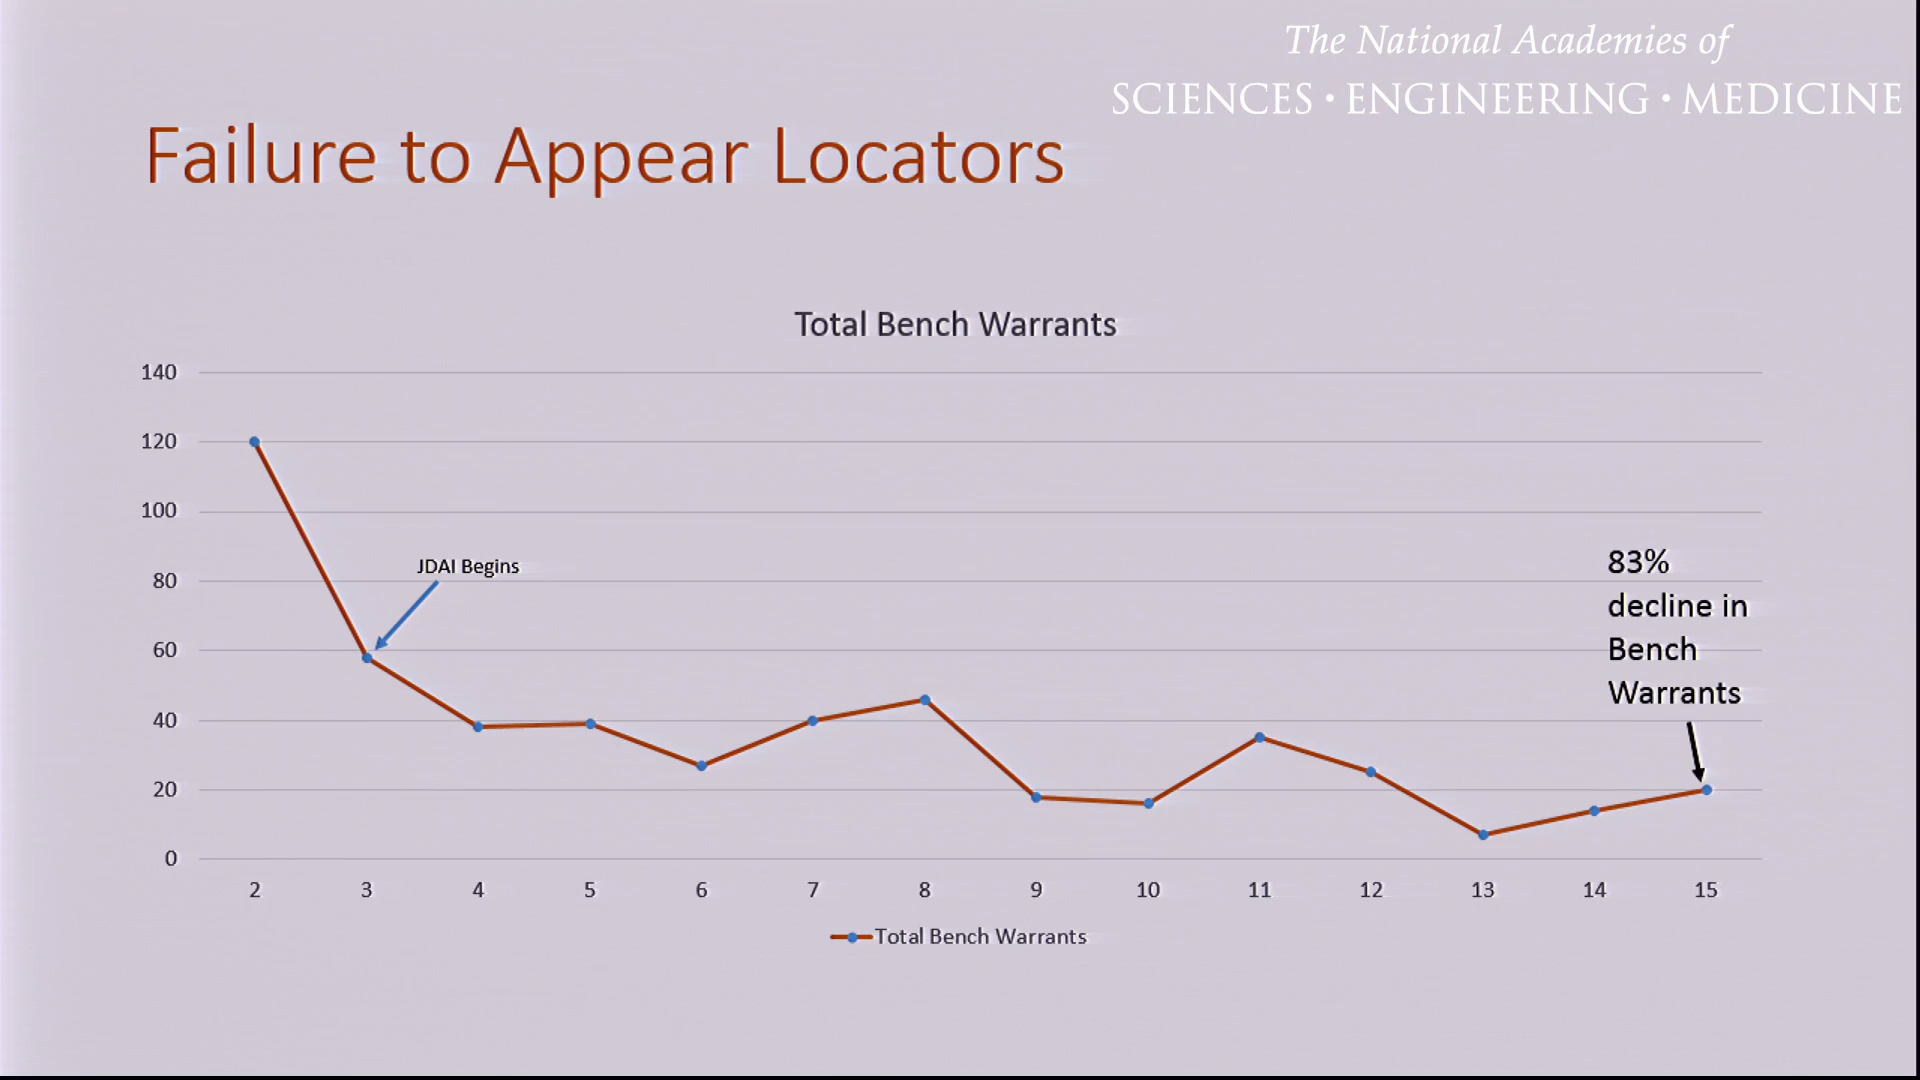 The National Academies of
SCIENCES • ENGINEERING • MEDICINE
Failure to Appear Locators
Total Bench Warrants
140
120
100
80
60
40
20
0
JDAI Begins
83%
decline in
Bench
Warrants
2 3 4 5 6 7 8 9 10 11 12 13 14 15
Total Bench Warrants